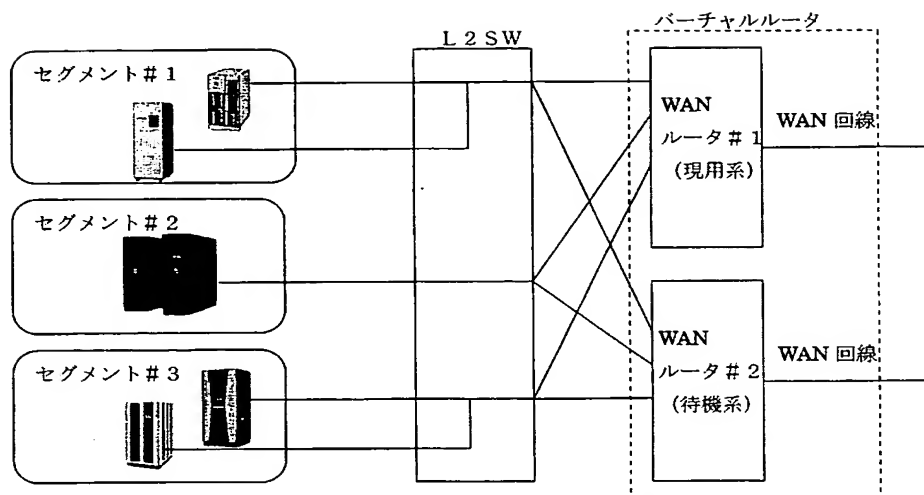 バーチャルルータ
L2SW
セグメント#1
WAN
ルータ#1
(現用系)
WAN 回線
セグメント#2
セグメント#3
WAN
ルータ#2
(待機系)
WAN 回線